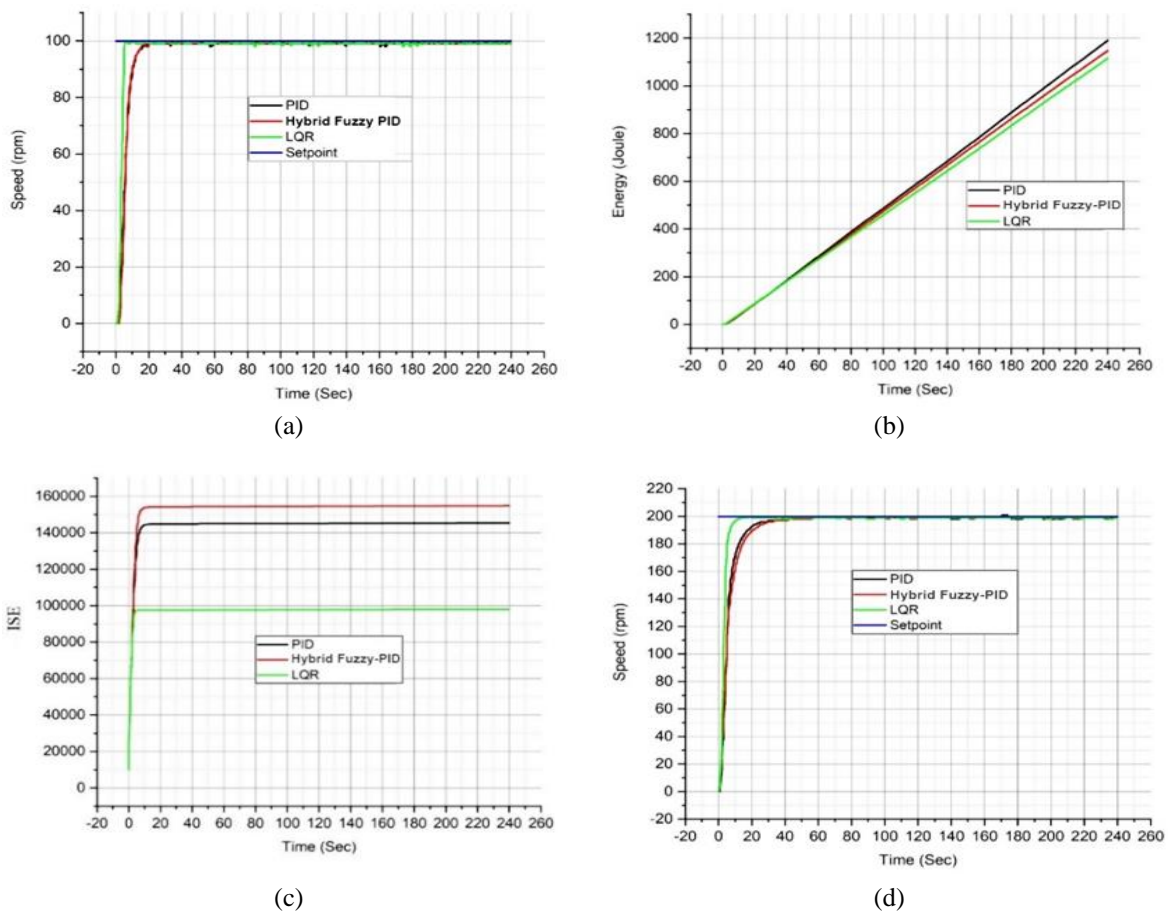 100
80
60
40
20
0
Speed (rpm)
PID
Hybrid Fuzzy PID
LQR
Setpoint
-20 0 20 40 60 80 100 120 140 160 180 200 220 240 260
Time (Sec)
(a)
1200
1000
800
600
400
200
0
Energy (Joule)
PID
Hybrid Fuzzy-PID
LQR
-20 0 20 40 60 80 100 120 140 160 180 200 220 240 260
Time (Sec)
(b)
160000
140000
120000
100000
80000
60000
40000
20000
0
ISE
PID
Hybrid Fuzzy-PID
LQR
-20 0 20 40 60 80 100 120 140 160 180 200 220 240 260
Time (Sec)
(c)
220
200
180
160
140
120
100
80
60
40
20
0
-20
Speed (rpm)
PID
Hybrid Fuzzy-PID
LQR
Setpoint
-20 0 20 40 60 80 100 120 140 160 180 200 220 240 260
Time (Sec)
(d)